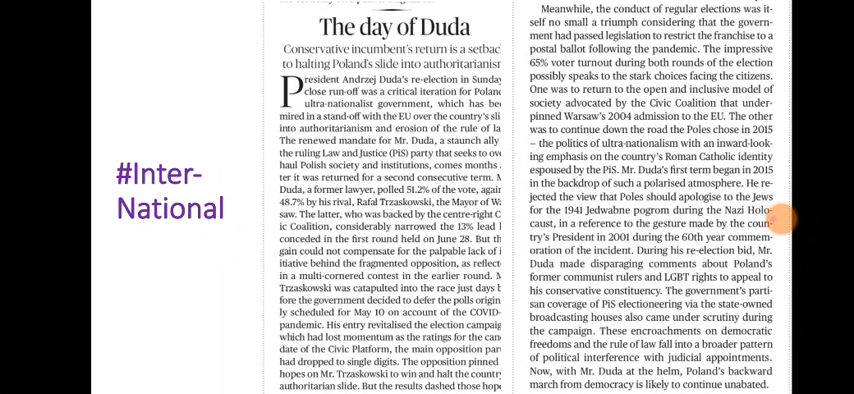 #Inter-
National
The day of Duda
Conservative incumbent's return is a setbac
to halting Poland's slide into authoritarianism
President Andrzej Duda's re-election in Sunday
close run-off was a critical iteration for Poland
ultra-nationalist government, which has bee
mired in a stand-off with the EU over the country's sli
into authoritarianism and erosion of the rule of la
The renewed mandate for Mr. Duda, a staunch ally
the ruling Law and Justice (PiS) party that seeks to ove
haul Polish society and institutions, comes months a
ter it was returned for a second consecutive term. M
Duda, a former lawyer, polled 51.2% of the vote, again
48.7% by his rival, Rafał Trzaskowski, the Mayor of Wa
saw. The latter, who was backed by the centre-right C
ic Coalition, considerably narrowed the 13% lead h
conceded in the first round held on June 28. But th
gain could not compensate for the palpable lack of i
itiative behind the fragmented opposition, as reflect
in a multi-cornered contest in the earlier round. M
Trzaskowski was catapulted into the race just days b
fore the government decided to defer the polls origin
ly scheduled for May 10 on account of the COVID-
pandemic. His entry revitalised the election campaig
which had lost momentum as the ratings for the cand
date of the Civic Platform, the main opposition part
had dropped to single digits. The opposition pinned
hopes on Mr. Trzaskowski to win and halt the country
authoritarian slide. But the results dashed those hope
Meanwhile, the conduct of regular elections was it-
self no small a triumph considering that the govern-
ment had passed legislation to restrict the franchise to a
postal ballot following the pandemic. The impressive
65% voter turnout during both rounds of the election
possibly speaks to the stark choices facing the citizens.
One was to return to the open and inclusive model of
society advocated by the Civic Coalition that under-
pinned Warsaw's 2004 admission to the EU. The other
was to continue down the road the Poles chose in 2015
– the politics of ultra-nationalism with an inward-look-
ing emphasis on the country's Roman Catholic identity
espoused by the PiS. Mr. Duda's first term began in 2015
in the backdrop of such a polarised atmosphere. He re-
jected the view that Poles should apologise to the Jews
for the 1941 Jedwabne pogrom during the Nazi Holo-
caust, in a reference to the gesture made by the coun-
try's President in 2001 during the 60th year commem-
oration of the incident. During his re-election bid, Mr.
Duda made disparaging comments about Poland's
former communist rulers and LGBT rights to appeal to
his conservative constituency. The government's parti-
san coverage of PiS electioneering via the state-owned
broadcasting houses also came under scrutiny during
the campaign. These encroachments on democratic
freedoms and the rule of law fall into a broader pattern
of political interference with judicial appointments.
Now, with Mr. Duda at the helm, Poland's backward
march from democracy is likely to continue unabated.